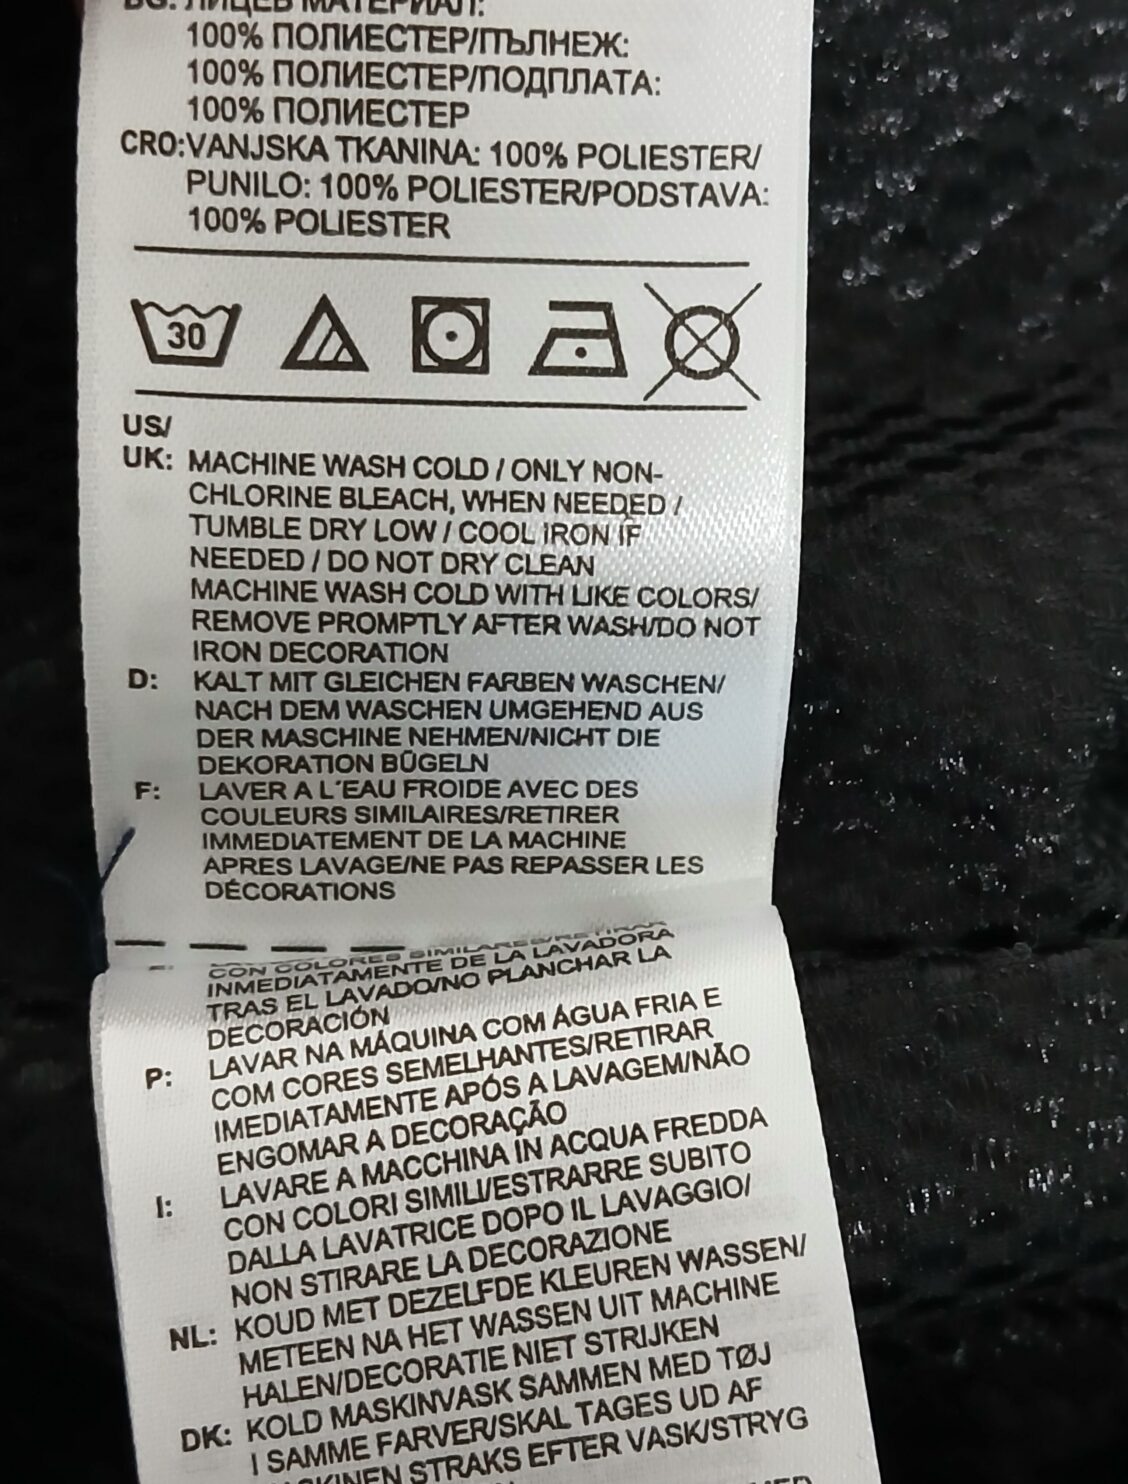 BG: ЛИЦЕВ МАТЕРИАЛ:
100% ПОЛИЕСТЕР/ПЪЛНЕЖ:
100% ПОЛИЕСТЕР/ПОДПЛАТА:
100% ПОЛИЕСТЕР
CRO: VANJSKA TKANINA: 100% POLIESTER/
PUNILO: 100% POLIESTER/PODSTAVA:
100% POLIESTER
30
US/
UK: MACHINE WASH COLD / ONLY NON-
CHLORINE BLEACH, WHEN NEEDED /
TUMBLE DRY LOW / COOL IRON IF
NEEDED / DO NOT DRY CLEAN
MACHINE WASH COLD WITH LIKE COLORS/
REMOVE PROMPTLY AFTER WASH/DO NOT
IRON DECORATION
D: KALT MIT GLEICHEN FARBEN WASCHEN/
NACH DEM WASCHEN UMGEHEND AUS
DER MASCHINE NEHMEN/NICHT DIE
DEKORATION BÜGELN
F: LAVER A L'EAU FROIDE AVEC DES
COULEURS SIMILAIRES/RETIRER
IMMEDIATEMENT DE LA MACHINE
APRES LAVAGE/NE PAS REPASSER LES
DÉCORATIONS
CON COLORES SIMILARES/RETIRAR
INMEDIATAMENTE DE LA LAVADORA
TRAS EL LAVADO/NO PLANCHAR LA
DECORACIÓN
P: LAVAR NA MÁQUINA COM ÁGUA FRIA E
COM CORES SEMELHANTES/RETIRAR
IMEDIATAMENTE APÓS A LAVAGEM/NÃO
ENGOMAR A DECORAÇÃO
I: LAVARE A MACCHINA IN ACQUA FREDDA
CON COLORI SIMILI/ESTRARRE SUBITO
DALLA LAVATRICE DOPO IL LAVAGGIO/
NON STIRARE LA DECORAZIONE
NL: KOUD MET DEZELFDE KLEUREN WASSEN/
METEEN NA HET WASSEN UIT MACHINE
HALEN/DECORATIE NIET STRIJKEN
DK: KOLD MASKINVASK SAMMEN MED TØJ
I SAMME FARVER/SKAL TAGES UD AF
STRAKS EFTER VASK/STRYG